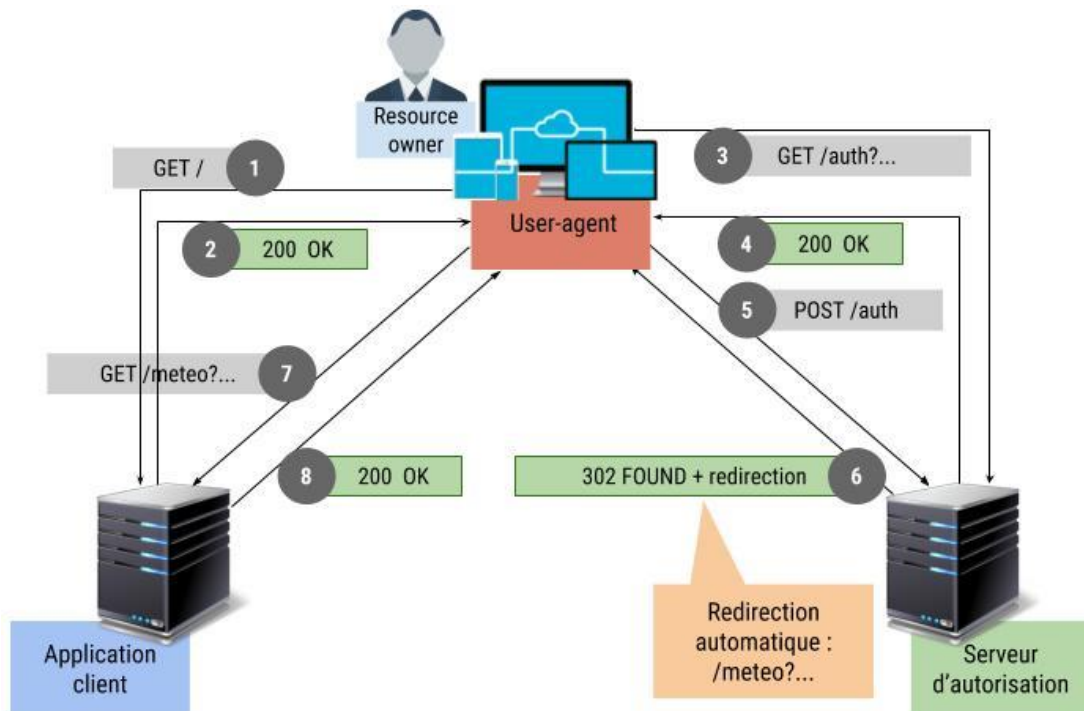 Resource
owner
GET /
1
3
GET /auth?...
User-agent
2
200 OK
4
200 OK
5
POST /auth
GET /meteo?...
7
8
200 OK
302 FOUND + redirection
6
Redirection
automatique :
/meteo?...
Application
client
Serveur
d'autorisation